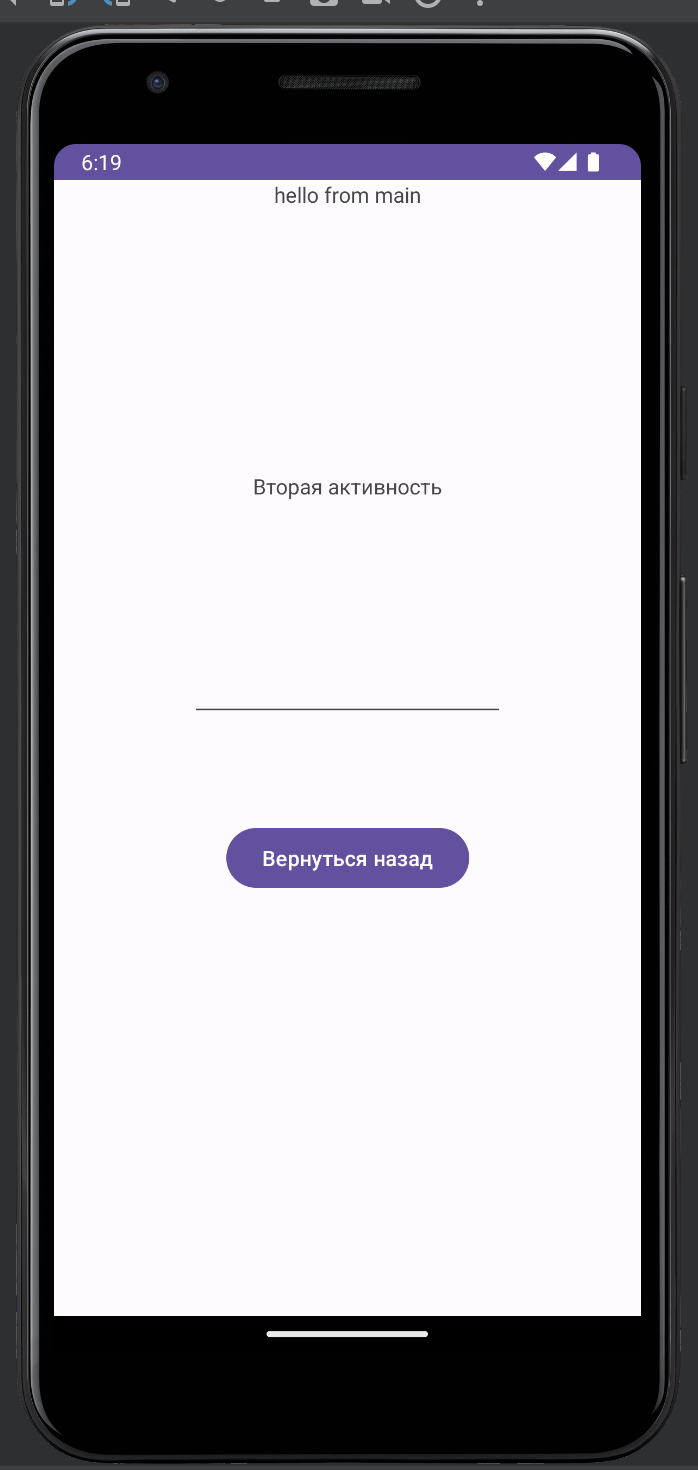 6:19
hello from main
Вторая активность
Вернуться назад